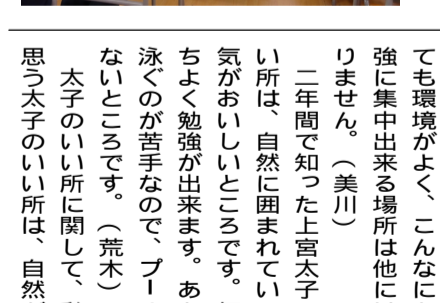 ても環境がよく、こんなに
強に集中出来る場所は他に
りません。（美川）
二年間で知った上宮太子
い所は、自然に囲まれてい
気がおいしいところです。
ちよく勉強が出来ます。あ
泳ぐのが苦手なので、プー
ないところです。（荒木）
太子のいい所に関して、
思う太子のいい所は、自然